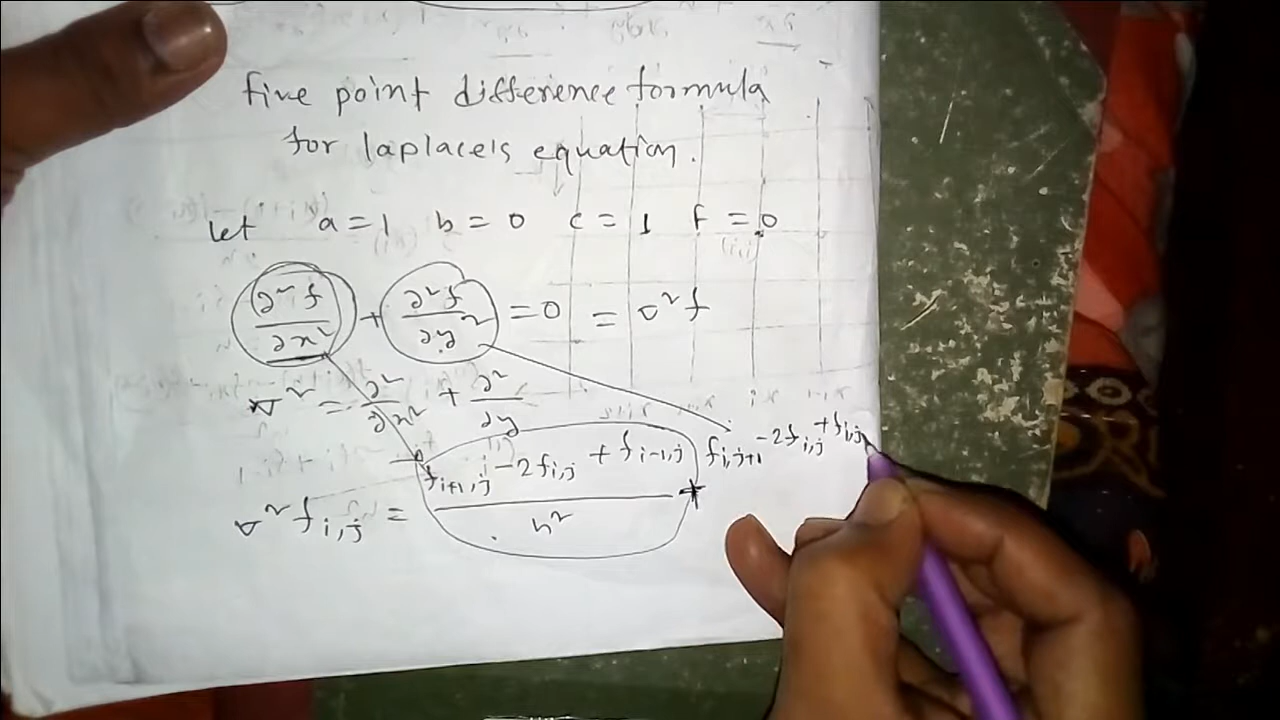 five point difference formula
for laplace's equation.
let a = 1 b = 0 c = 1 f = 0
(i,j)
∂²f/∂x² + ∂²f/∂y² = 0 = ∇²f
∇² = ∂²/∂x² + ∂²/∂y
∇²f_{i,j} = (f_{i+1,j} - 2f_{i,j} + f_{i-1,j})/h² + f_{i,j+1} - 2f_{i,j} + f_{i,j}